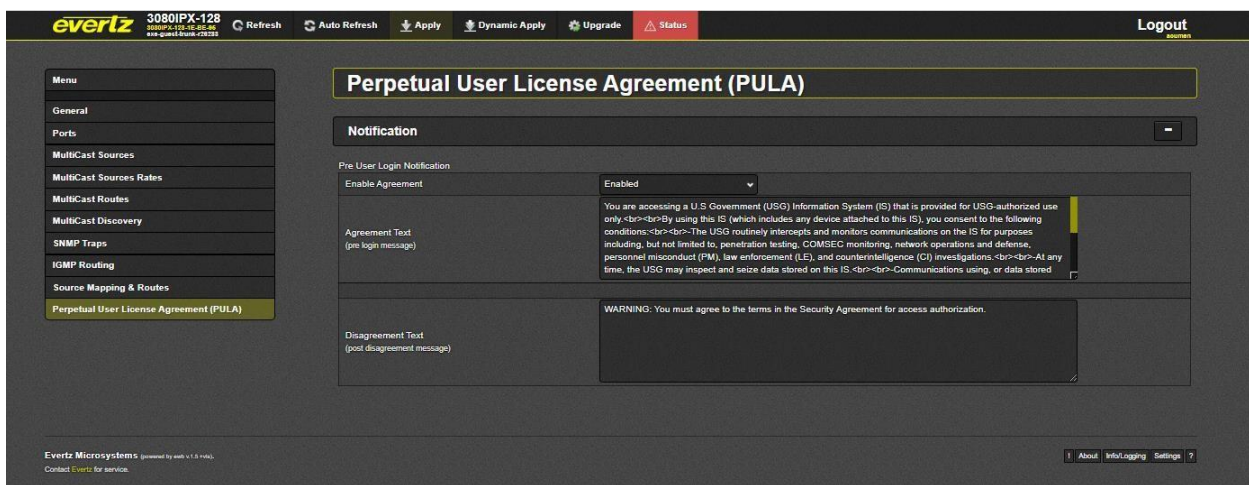 evertz
3080IPX-128
3080IPX-128-1E-BE-86
Refresh
Auto Refresh
Apply
Dynamic Apply
Upgrade
Status
Logout
Menu
General
Ports
MultiCast Sources
MultiCast Sources Rates
MultiCast Routes
MultiCast Discovery
SNMP Traps
IGMP Routing
Source Mapping & Routes
Perpetual User License Agreement (PULA)
Perpetual User License Agreement (PULA)
Notification
-
Pre User Login Notification
Enable Agreement
Enabled
Agreement Text
(pre login message)
You are accessing a U.S Government (USG) Information System (IS) that is provided for USG-authorized use
only.<br><br>By using this IS (which includes any device attached to this IS), you consent to the following
conditions:<br><br>-The USG routinely intercepts and monitors communications on the IS for purposes
including, but not limited to, penetration testing, COMSEC monitoring, network operations and defense,
personnel misconduct (PM), law enforcement (LE), and counterintelligence (CI) investigations.<br><br>-At any
time, the USG may inspect and seize data stored on this IS.<br><br>-Communications using, or data stored
Disagreement Text
(post disagreement message)
WARNING: You must agree to the terms in the Security Agreement for access authorization.
Evertz Microsystems
Contact Evertz for service.
! About Info/Logging Settings ?